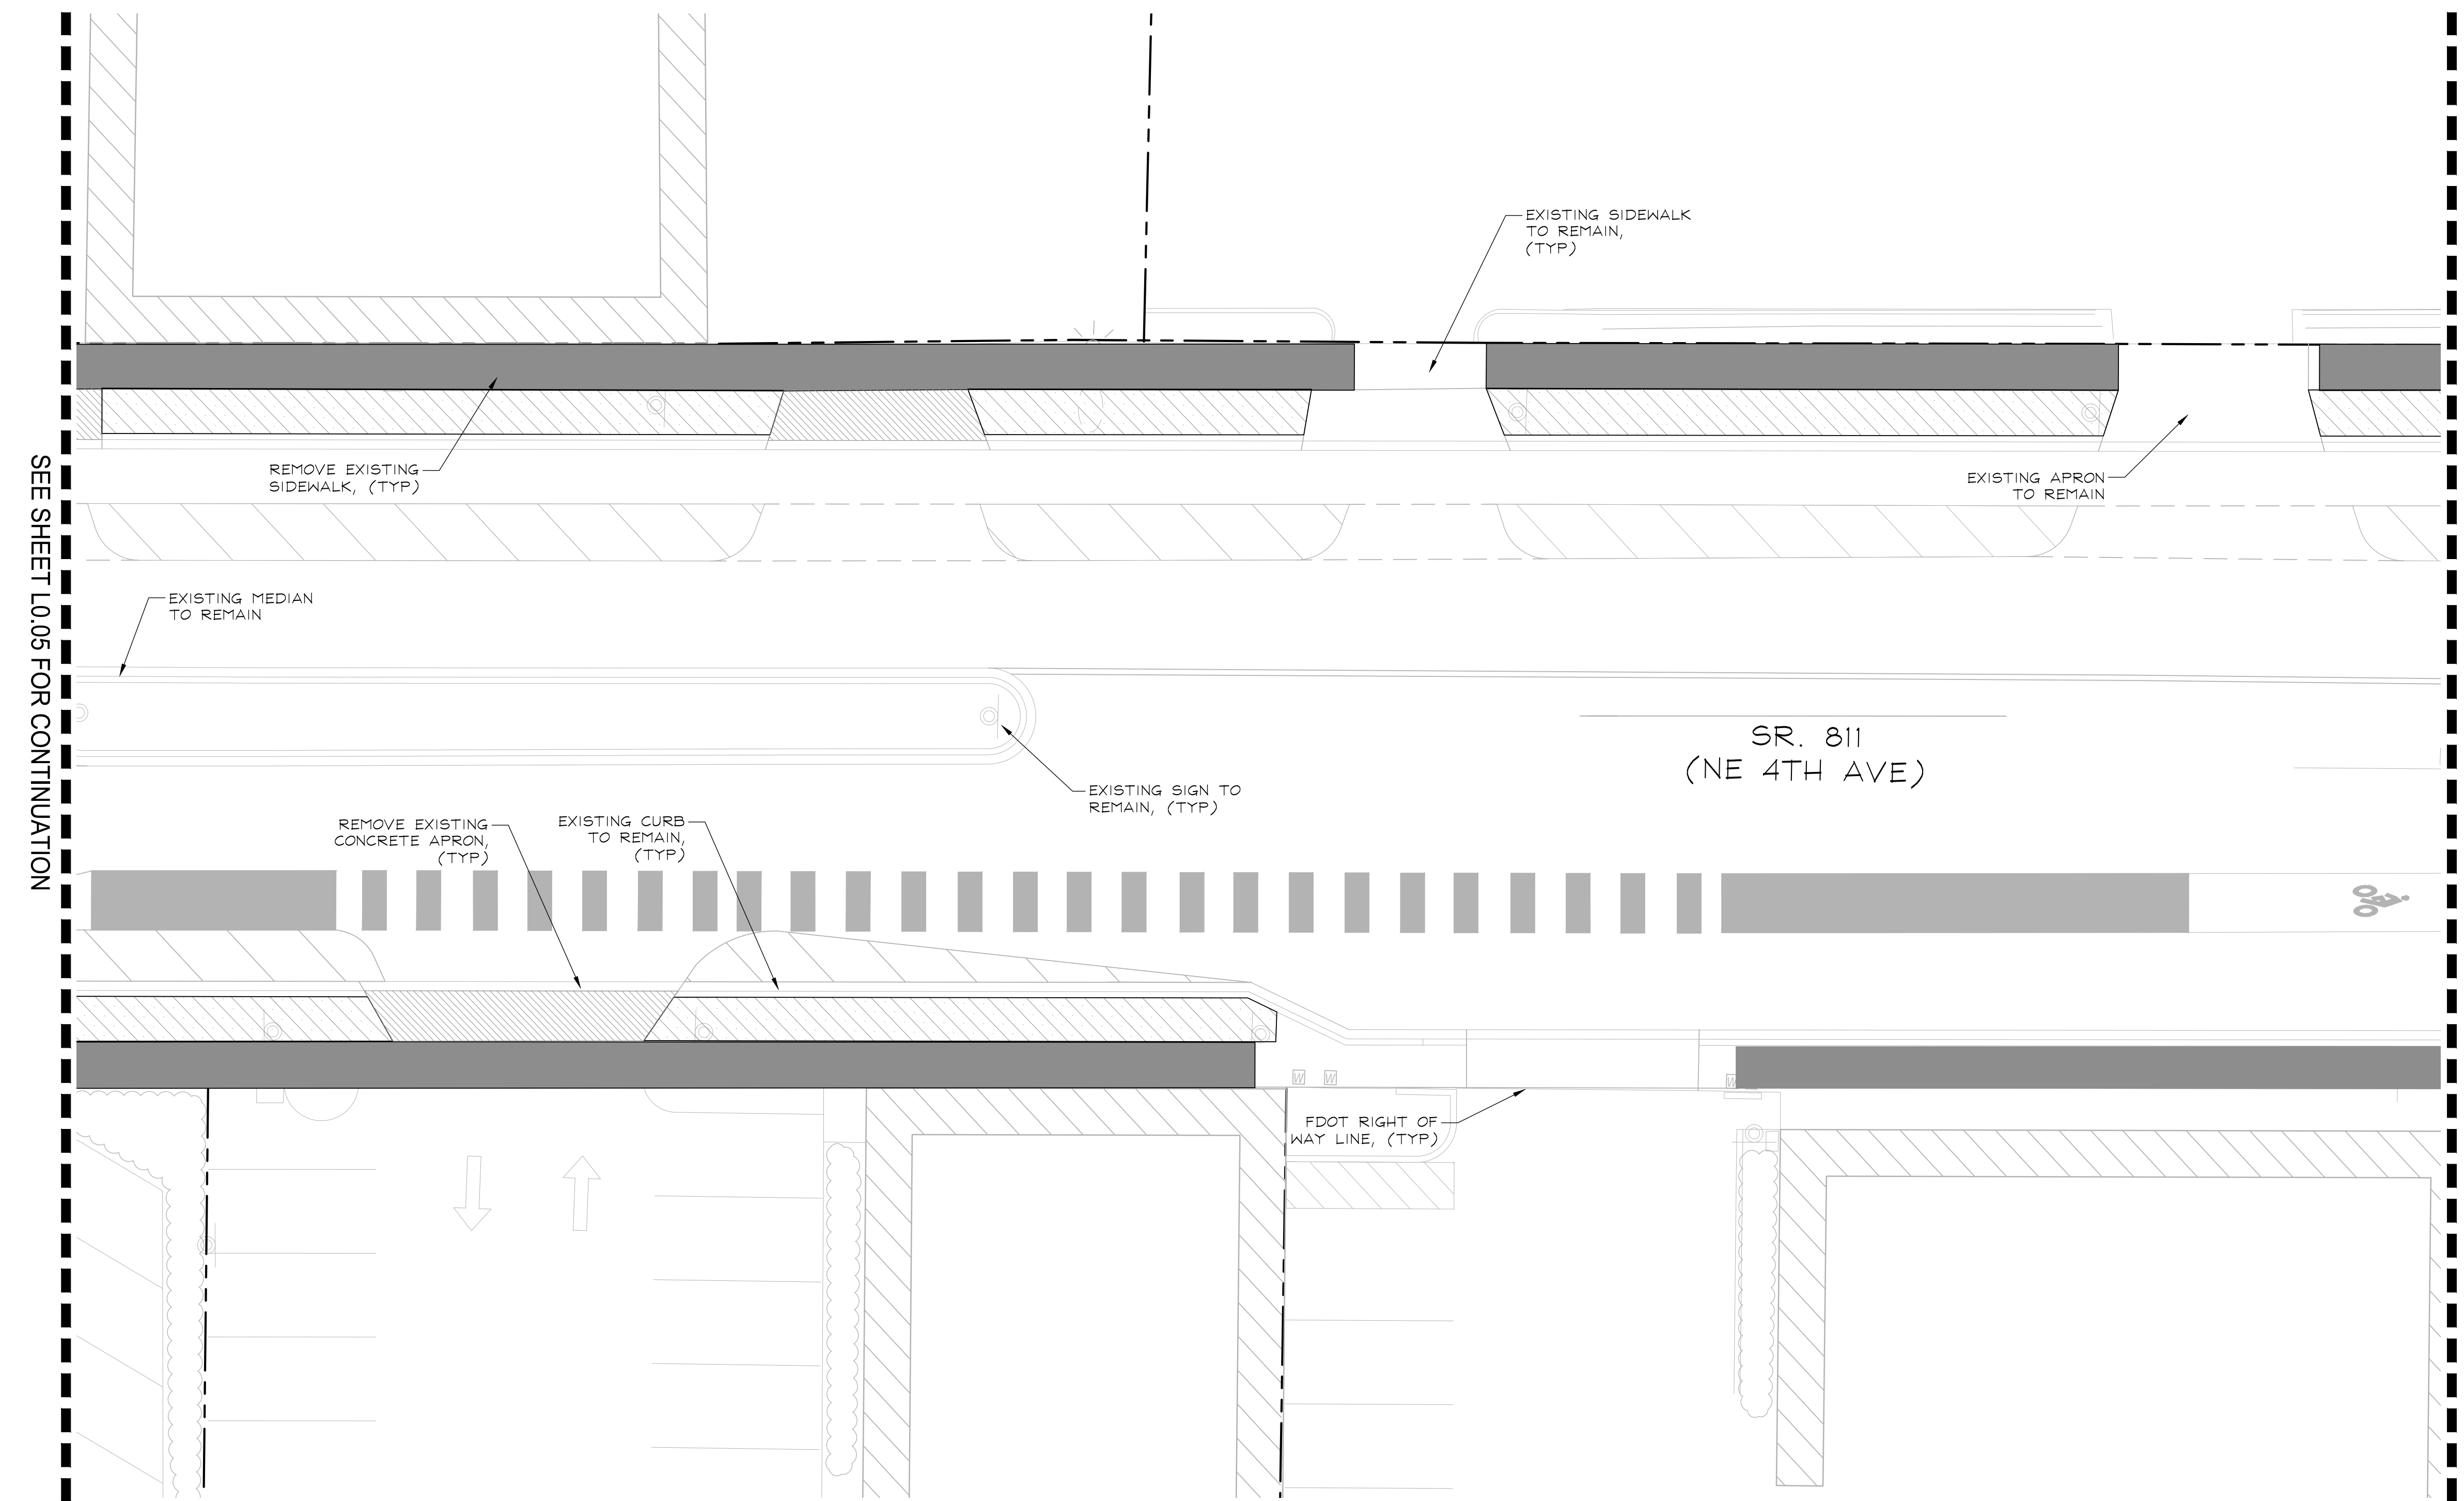 EXISTING SIDEWALK
TO REMAIN,
(TYP)
REMOVE EXISTING
SIDEWALK, (TYP)
EXISTING APRON
TO REMAIN
SEE SHEET L0.05 FOR CONTINUATION
EXISTING MEDIAN
TO REMAIN
SR. 811
(NE 4TH AVE)
EXISTING SIGN TO
REMAIN, (TYP)
REMOVE EXISTING
CONCRETE APRON,
(TYP)
EXISTING CURB
TO REMAIN,
(TYP)
W
W
W
FDOT RIGHT OF
WAY LINE, (TYP)